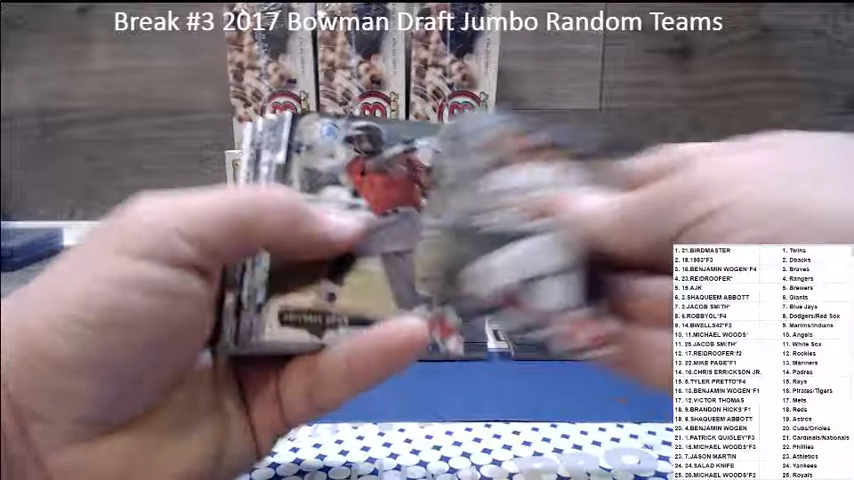 Break #3 2017 Bowman Draft Jumbo Random Teams
1. 21.BIRDMASTER 1. Twins
2. 18.1983*F3 2. Dbacks
3. 16.BENJAMIN WOGEN*F4 3. Braves
4. 23.REIDROOFER* 4. Rangers
5. 19.AJK 5. Brewers
6. 3.SHAQUEEM ABBOTT 6. Giants
7. 2.JACOB SMITH* 7. Blue Jays
8. 6.ROBBYOL*F4 8. Dodgers/Red Sox
9. 14.BWELLS42*F2 9. Marlins/Indians
10. 11.MICHAEL WOODS* 10. Angels
11. 25.JACOB SMITH* 11. White Sox
12. 17.REIDROOFER*f2 12. Rockies
13. 22.MIKE PAGE*F1 13. Mariners
14. 10.CHRIS ERRICKSON JR. 14. Padres
15. 5.TYLER PRETTO*F4 15. Rays
16. 13.BENJAMIN WOGEN*F1 16. Pirates/Tigers
17. 12.VICTOR THOMAS 17. Mets
18. 9.BRANDON HICKS*F1 18. Reds
19. 8.SHAQUEEM ABBOTT 19. Astros
20. 4.BENJAMIN WOGEN 20. Cubs/Orioles
21. 1.PATRICK QUIGLEY*F3 21. Cardinals/Nationals
22. 15.MICHAEL WOODS*F3 22. Phillies
23. 7.JASON MARTIN 23. Athletics
24. 24.SALAD KNIFE 24. Yankees
25. 20.MICHAEL WOODS*F2 25. Royals